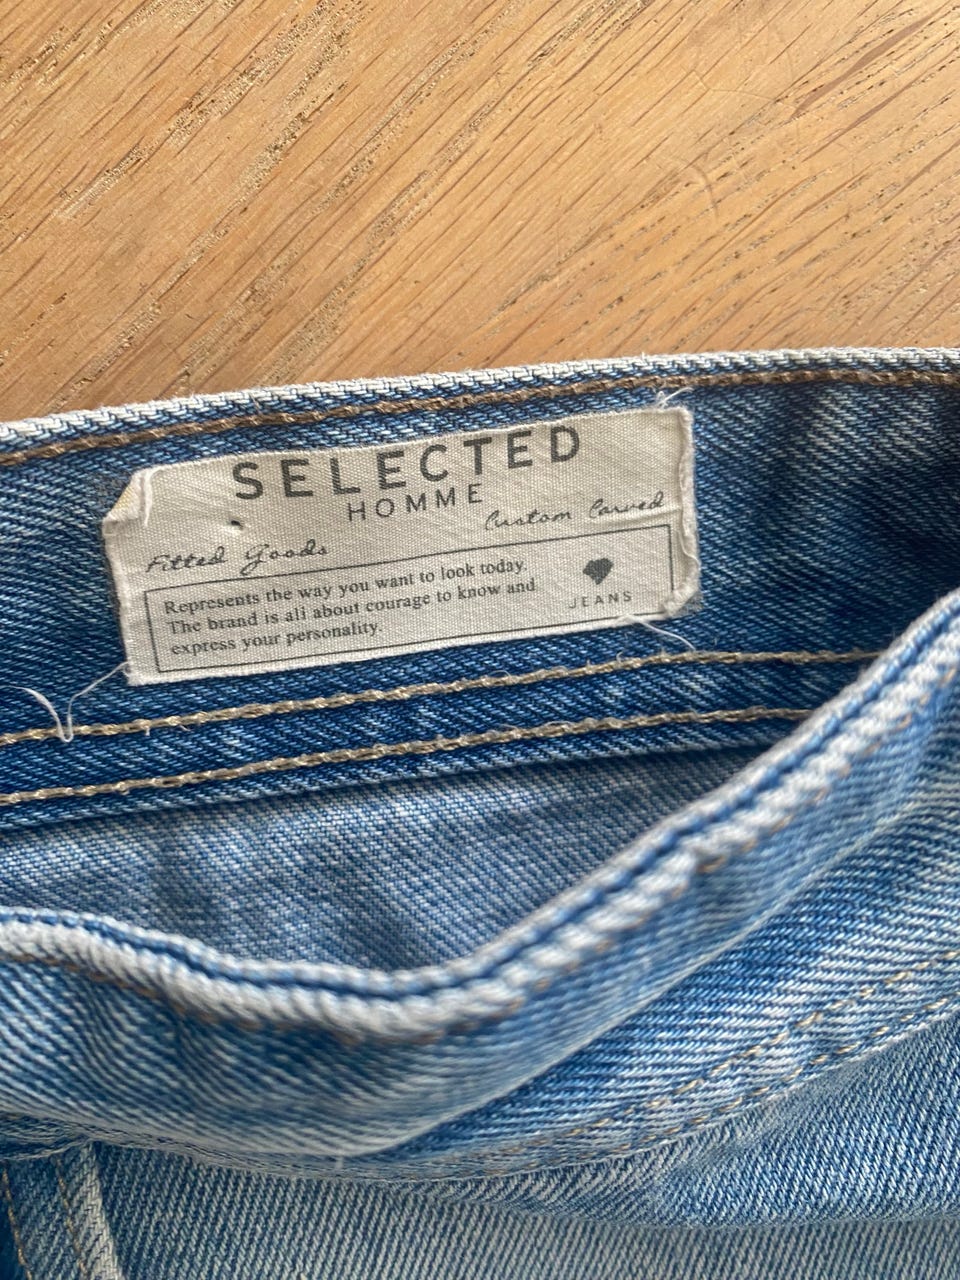 SELECTED
HOMME
Fitted Goods
Custom Carved
Represents the way you want to look today.
The brand is all about courage to know and
express your personality.
JEANS